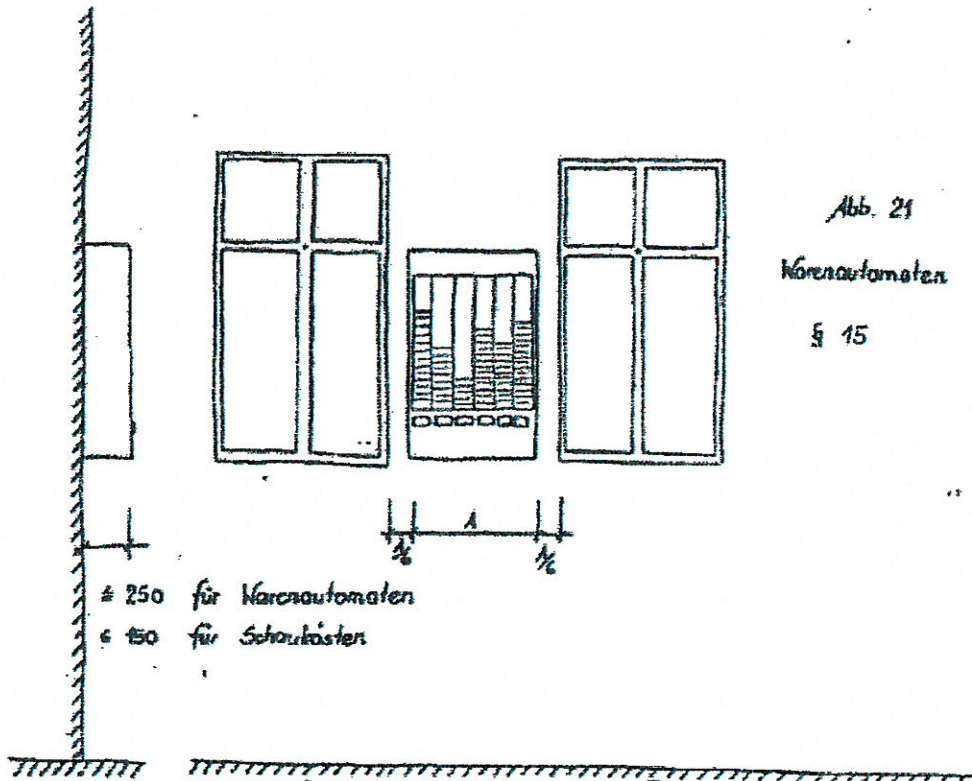 Abb. 21
Warenautomaten
§ 15
A
A/6
A/6
≤ 250 für Warenautomaten
≤ 150 für Schaukästen